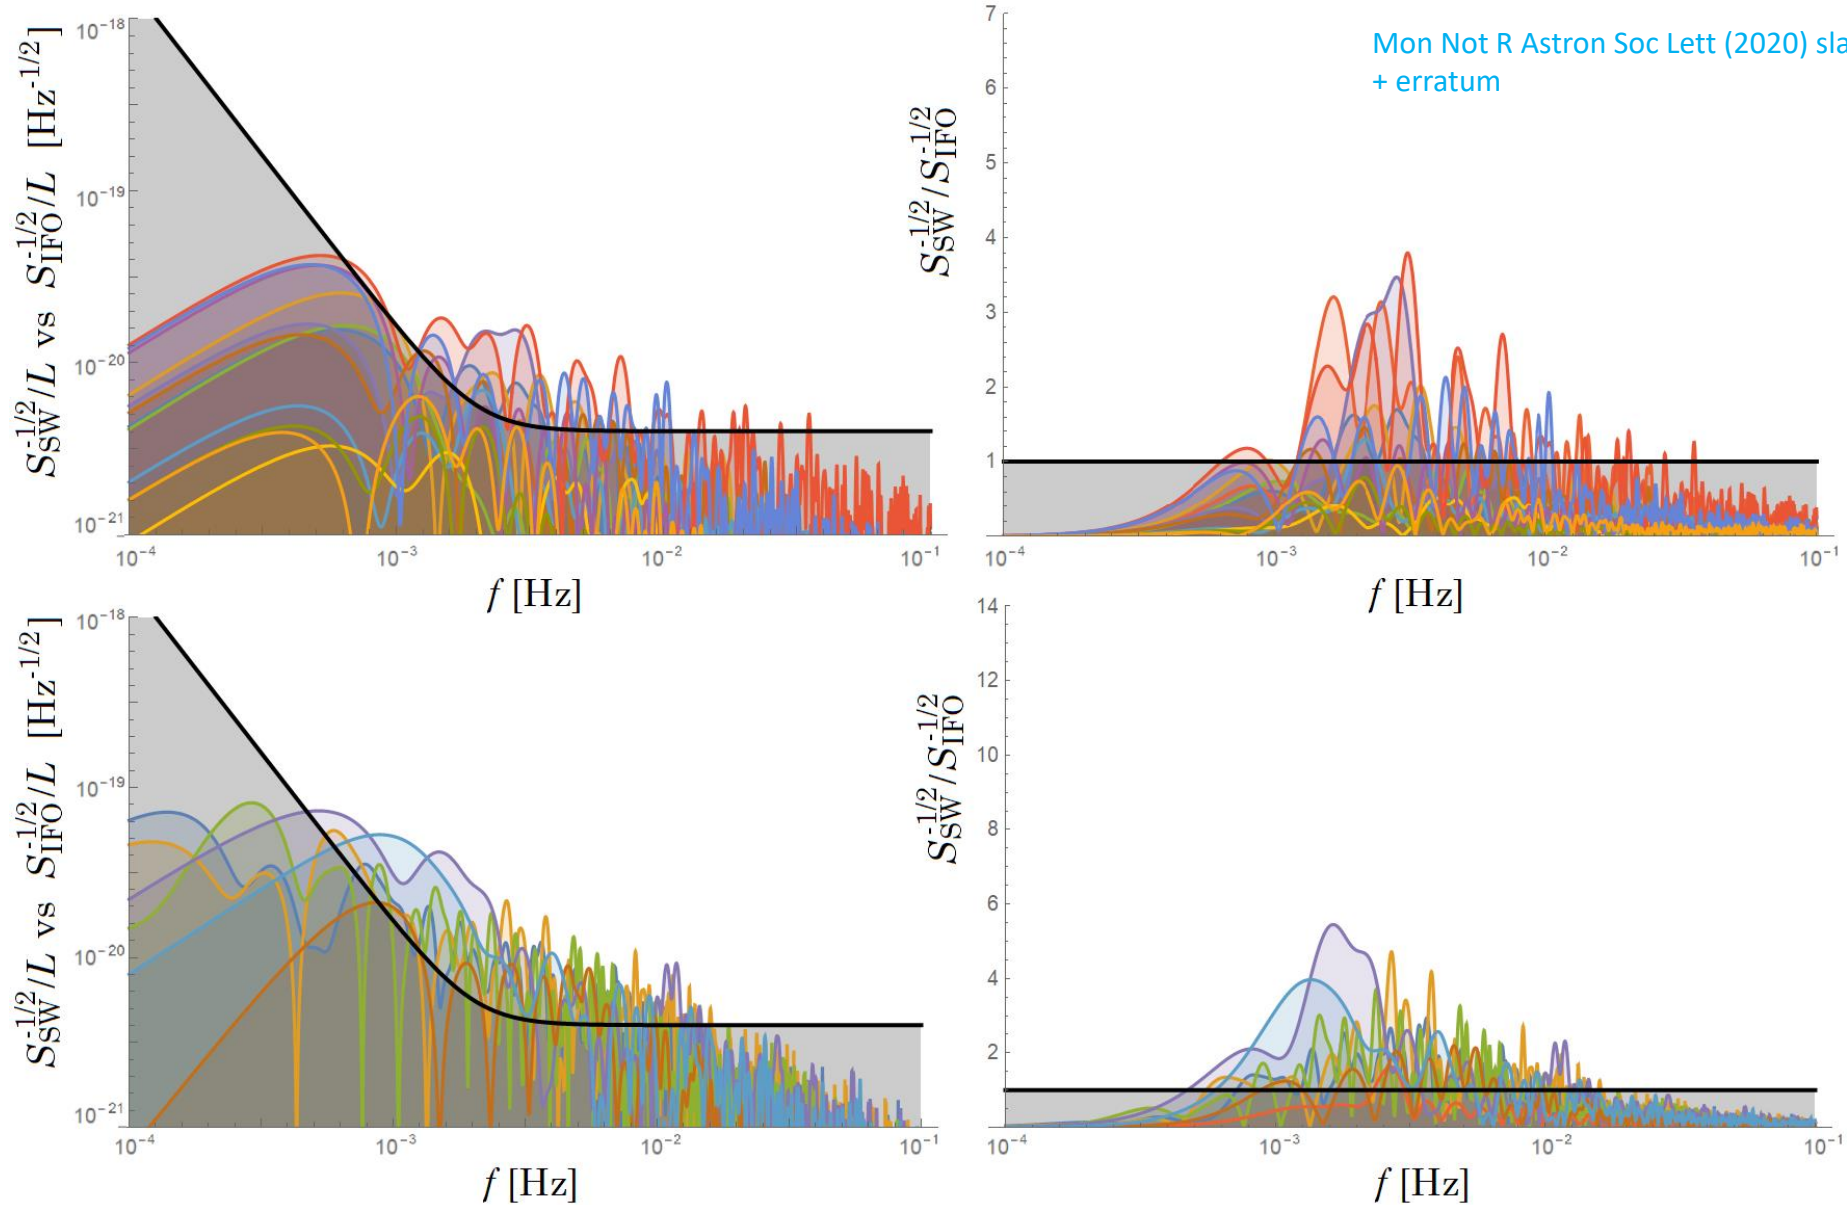 Mon Not R Astron Soc Lett (2020) sla
+ erratum
S_SW^-1/2/L vs S_IFO^-1/2/L [Hz^-1/2]
10^-18
10^-19
10^-20
10^-21
10^-4 10^-3 10^-2 10^-1
f [Hz]
S_SW^-1/2/S_IFO^-1/2
7
6
5
4
3
2
1
10^-4 10^-3 10^-2 10^-1
f [Hz]
S_SW^-1/2/L vs S_IFO^-1/2/L [Hz^-1/2]
10^-18
10^-19
10^-20
10^-21
10^-4 10^-3 10^-2 10^-1
f [Hz]
S_SW^-1/2/S_IFO^-1/2
14
12
10
8
6
4
2
10^-4 10^-3 10^-2 10^-1
f [Hz]